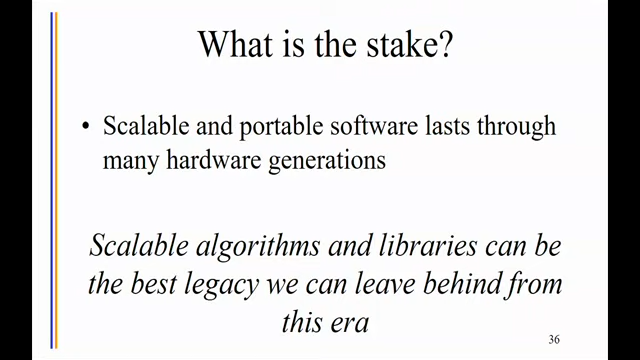 What is the stake?
• Scalable and portable software lasts through
many hardware generations
Scalable algorithms and libraries can be
the best legacy we can leave behind from
this era
36